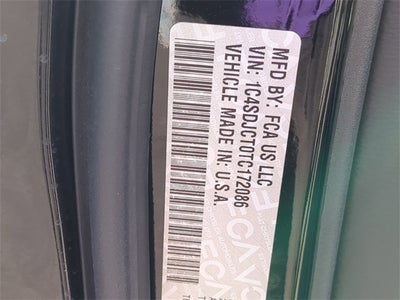 MFD BY: FCA US LLC
VIN: 1C4SDJCT0TC172086
VEHICLE MADE IN: U.S.A.